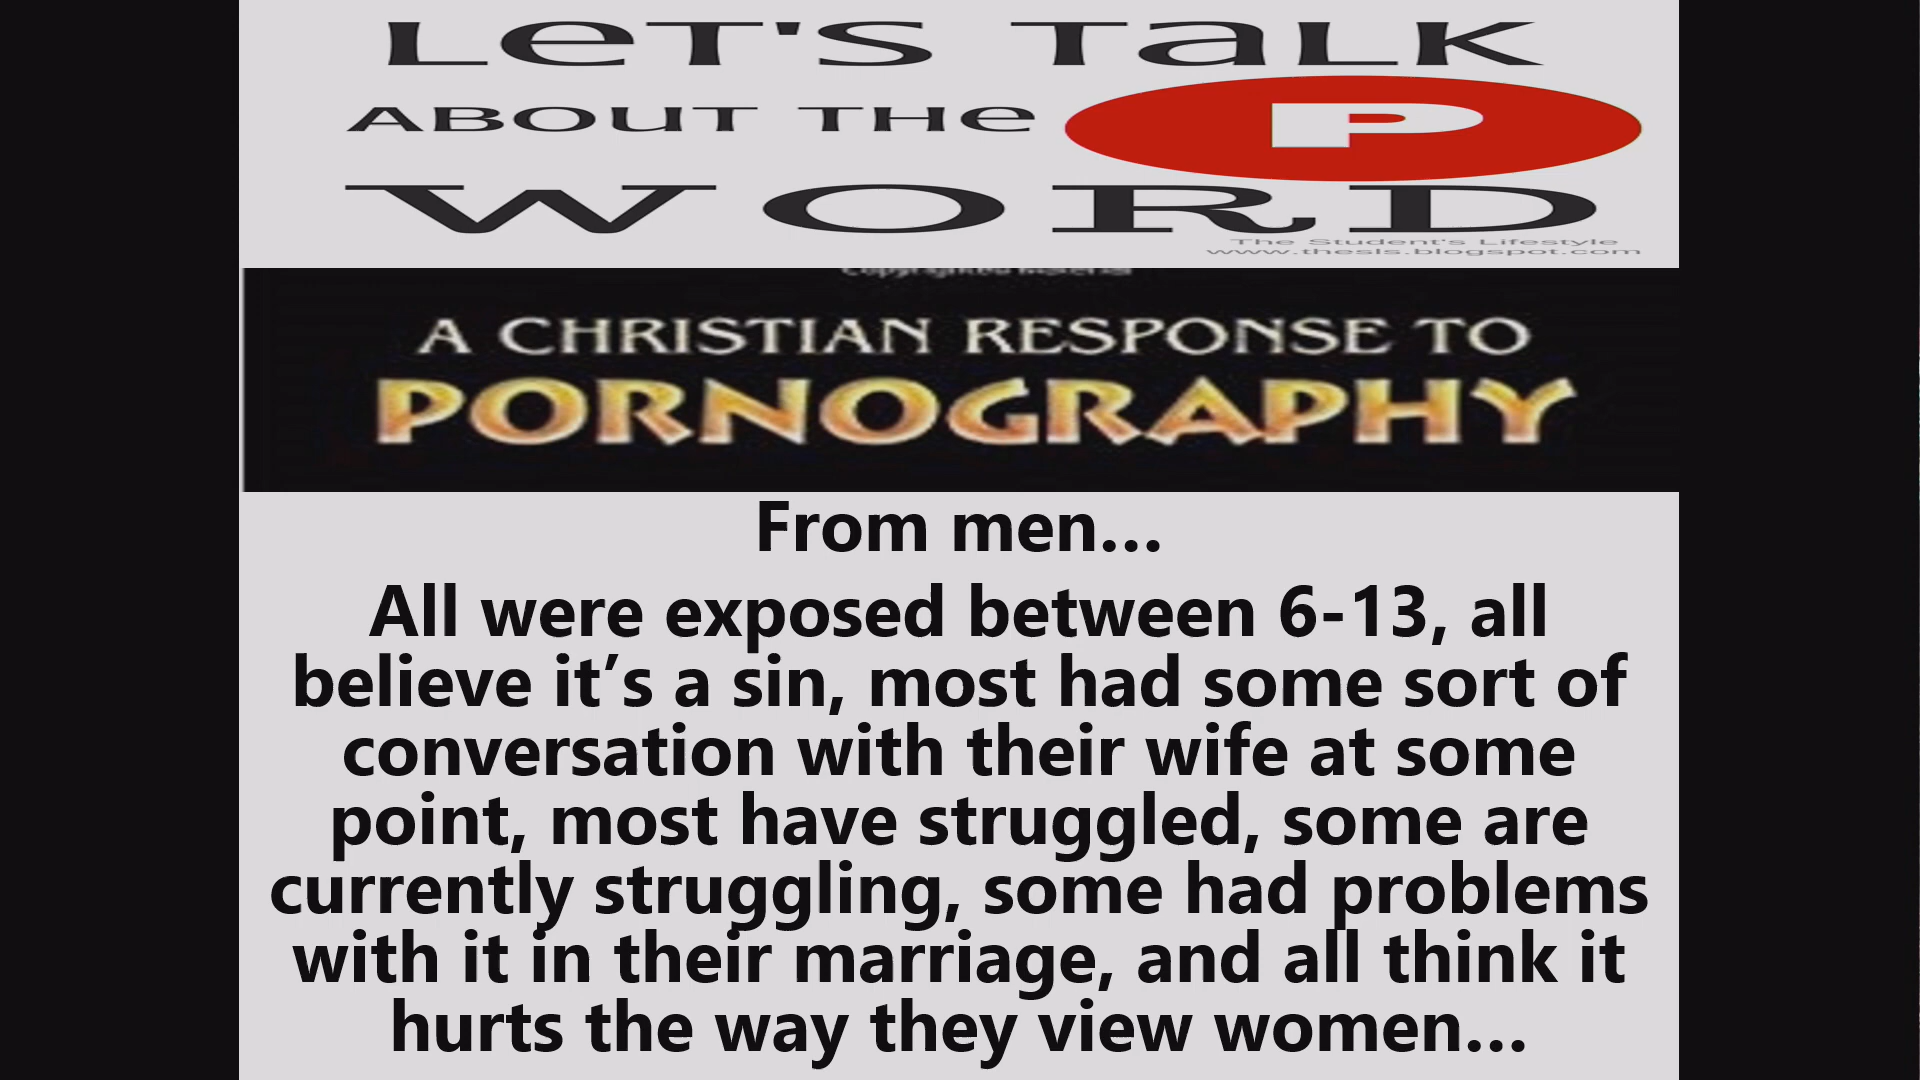 LeT'S TaLK
ABOuT THe P
WORD
The Student's Lifestyle
www.thesls.blogspot.com
Copyrighted Material
A CHRISTIAN RESPONSE TO
PORNOGRAPHY
From men…
All were exposed between 6-13, all
believe it’s a sin, most had some sort of
conversation with their wife at some
point, most have struggled, some are
currently struggling, some had problems
with it in their marriage, and all think it
hurts the way they view women…